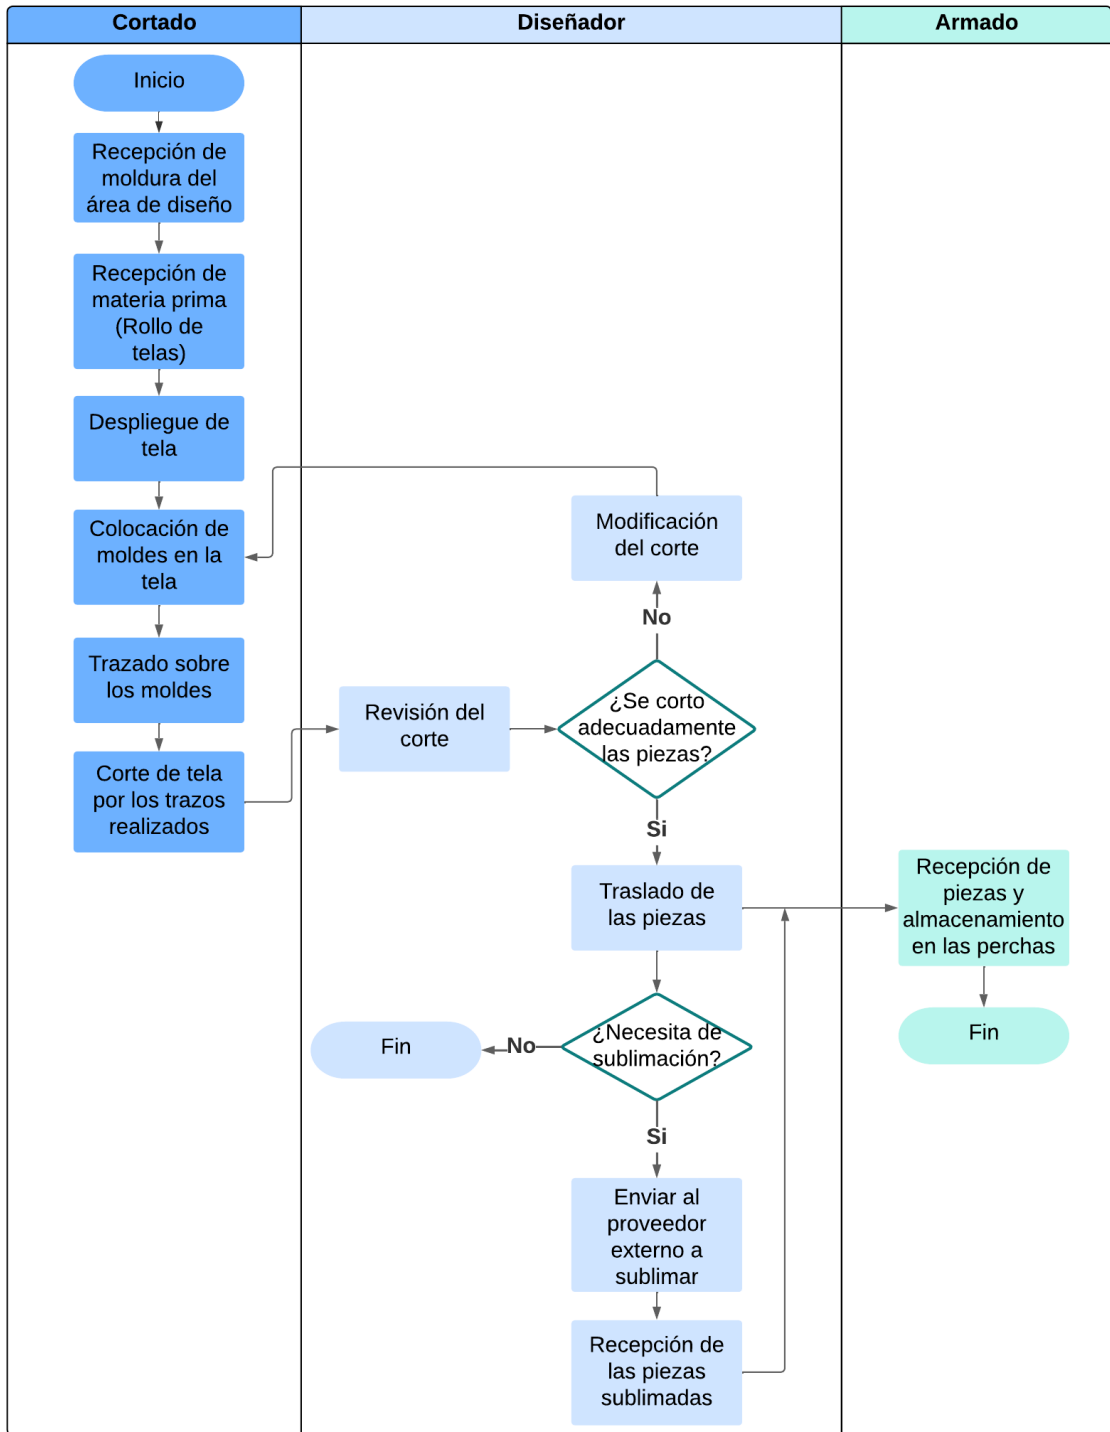 Cortado
Diseñador
Armado
Inicio
Recepción de
moldura del
área de diseño
Recepción de
materia prima
(Rollo de
telas)
Despliegue de
tela
Colocación de
moldes en la
tela
Trazado sobre
los moldes
Corte de tela
por los trazos
realizados
Modificación
del corte
No
Revisión del
corte
¿Se corto
adecuadamente
las piezas?
Si
Traslado de
las piezas
¿Necesita de
sublimación?
No
Fin
Si
Enviar al
proveedor
externo a
sublimar
Recepción de
las piezas
sublimadas
Recepción de
piezas y
almacenamiento
en las perchas
Fin